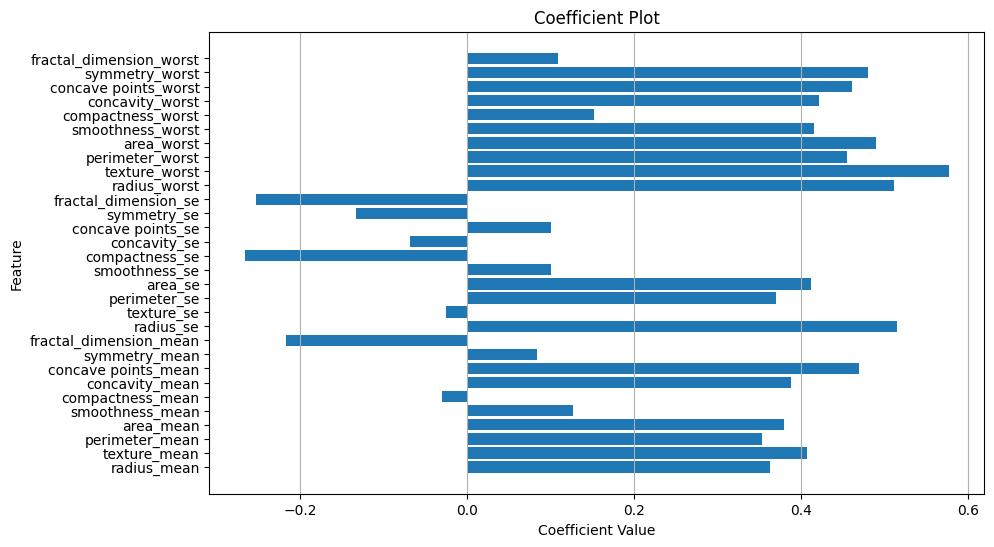 Coefficient Plot
fractal_dimension_worst
symmetry_worst
concave points_worst
concavity_worst
compactness_worst
smoothness_worst
area_worst
perimeter_worst
texture_worst
radius_worst
fractal_dimension_se
symmetry_se
concave points_se
concavity_se
compactness_se
smoothness_se
area_se
perimeter_se
texture_se
radius_se
fractal_dimension_mean
symmetry_mean
concave points_mean
concavity_mean
compactness_mean
smoothness_mean
area_mean
perimeter_mean
texture_mean
radius_mean
Feature
−0.2 0.0 0.2 0.4 0.6
Coefficient Value